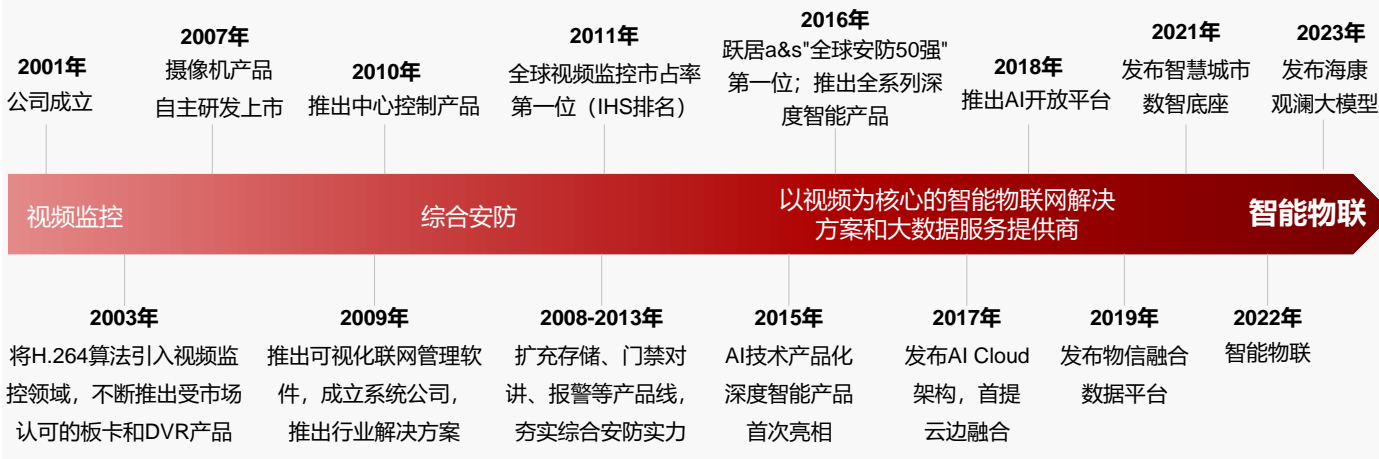 2001年
公司成立
2007年
摄像机产品
自主研发上市
2010年
推出中心控制产品
2011年
全球视频监控市占率
第一位（IHS排名）
2016年
跃居a&s"全球安防50强"
第一位；推出全系列深
度智能产品
2018年
推出AI开放平台
2021年
发布智慧城市
数智底座
2023年
发布海康
观澜大模型
视频监控
综合安防
以视频为核心的智能物联网解决
方案和大数据服务提供商
智能物联
2003年
将H.264算法引入视频监
控领域，不断推出受市场
认可的板卡和DVR产品
2009年
推出可视化联网管理软
件，成立系统公司，
推出行业解决方案
2008-2013年
扩充存储、门禁对
讲、报警等产品线，
夯实综合安防实力
2015年
AI技术产品化
深度智能产品
首次亮相
2017年
发布AI Cloud
架构，首提
云边融合
2019年
发布物信融合
数据平台
2022年
智能物联